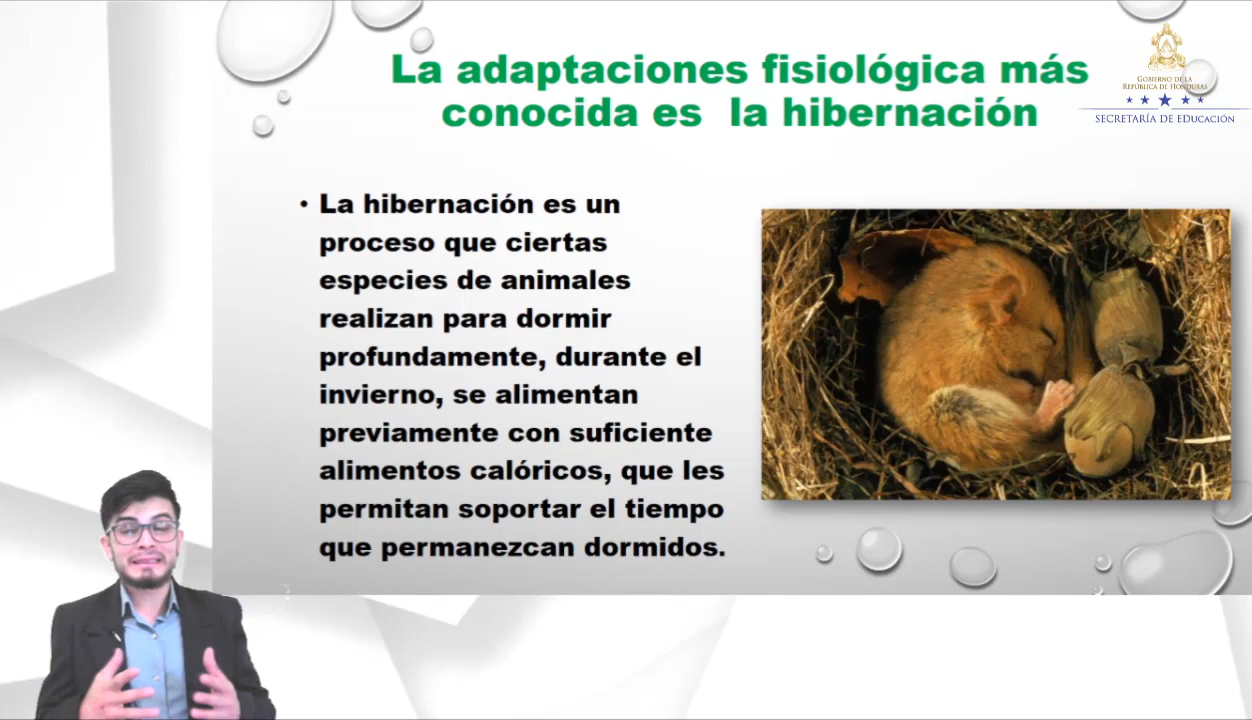 La adaptaciones fisiológica más
conocida es  la hibernación
GOBIERNO DE LA
REPÚBLICA DE HONDURAS
SECRETARÍA DE EDUCACIÓN
• La hibernación es un
proceso que ciertas
especies de animales
realizan para dormir
profundamente, durante el
invierno, se alimentan
previamente con suficiente
alimentos calóricos, que les
permitan soportar el tiempo
que permanezcan dormidos.